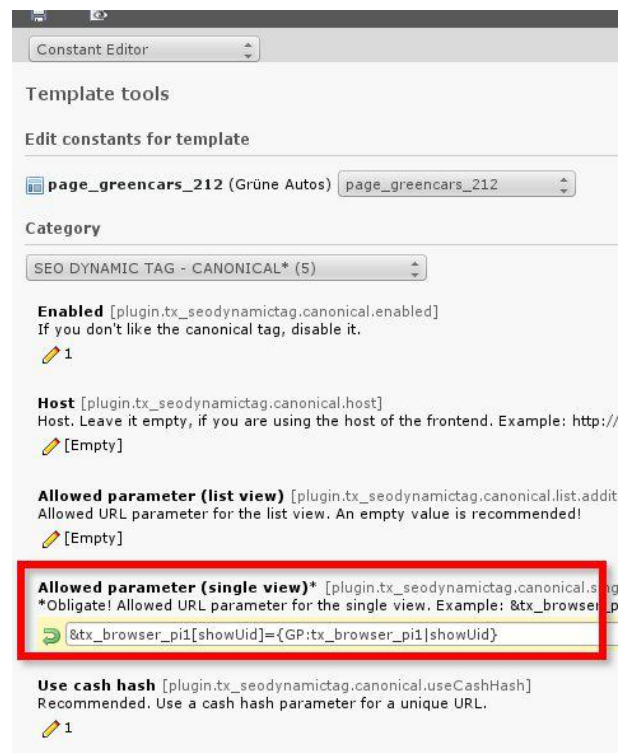 Constant Editor
Template tools
Edit constants for template
page_greencars_212 (Grüne Autos) page_greencars_212
Category
SEO DYNAMIC TAG - CANONICAL* (5)
Enabled [plugin.tx_seodynamictag.canonical.enabled]
If you don't like the canonical tag, disable it.
1
Host [plugin.tx_seodynamictag.canonical.host]
Host. Leave it empty, if you are using the host of the frontend. Example: http://
[Empty]
Allowed parameter (list view) [plugin.tx_seodynamictag.canonical.list.addit
Allowed URL parameter for the list view. An empty value is recommended!
[Empty]
Allowed parameter (single view)* [plugin.tx_seodynamictag.canonical.sing
*Obligate! Allowed URL parameter for the single view. Example: &tx_browser_p
&tx_browser_pi1[showUid]={GP:tx_browser_pi1|showUid}
Use cash hash [plugin.tx_seodynamictag.canonical.useCashHash]
Recommended. Use a cash hash parameter for a unique URL.
1